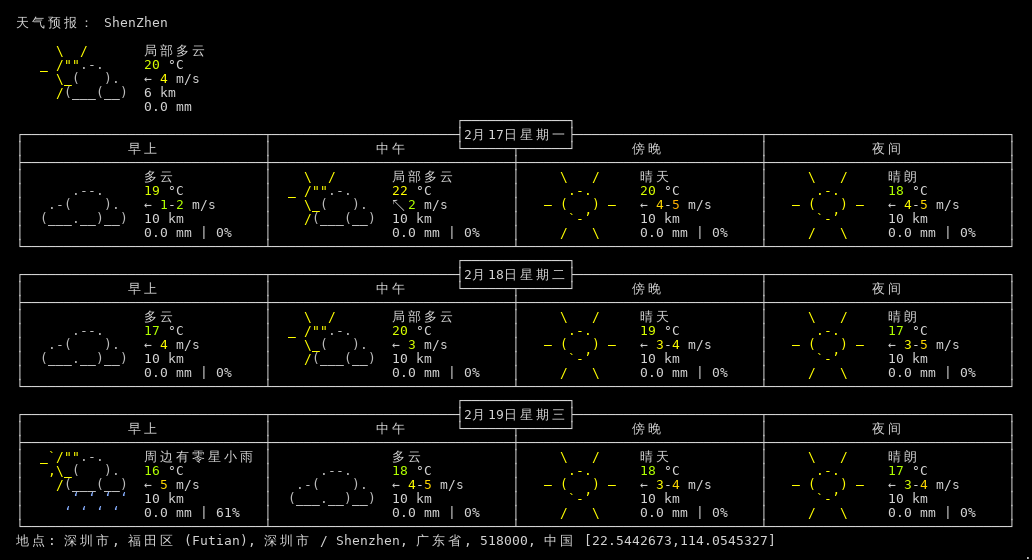 天气预报： ShenZhen
局部多云
20 °C
← 4 m/s
6 km
0.0 mm
2月17日星期一
早上 中午 傍晚 夜间
多云 局部多云 晴天 晴朗
19 °C 22 °C 20 °C 18 °C
← 1-2 m/s ↖ 2 m/s ← 4-5 m/s ← 4-5 m/s
10 km 10 km 10 km 10 km
0.0 mm | 0% 0.0 mm | 0% 0.0 mm | 0% 0.0 mm | 0%
2月18日星期二
早上 中午 傍晚 夜间
多云 局部多云 晴天 晴朗
17 °C 20 °C 19 °C 17 °C
← 4 m/s ← 3 m/s ← 3-4 m/s ← 3-5 m/s
10 km 10 km 10 km 10 km
0.0 mm | 0% 0.0 mm | 0% 0.0 mm | 0% 0.0 mm | 0%
2月19日星期三
早上 中午 傍晚 夜间
周边有零星小雨 多云 晴天 晴朗
16 °C 18 °C 18 °C 17 °C
← 5 m/s ← 4-5 m/s ← 3-4 m/s ← 3-4 m/s
10 km 10 km 10 km 10 km
0.0 mm | 61% 0.0 mm | 0% 0.0 mm | 0% 0.0 mm | 0%
地点: 深圳市, 福田区 (Futian), 深圳市 / Shenzhen, 广东省, 518000, 中国 [22.5442673,114.0545327]